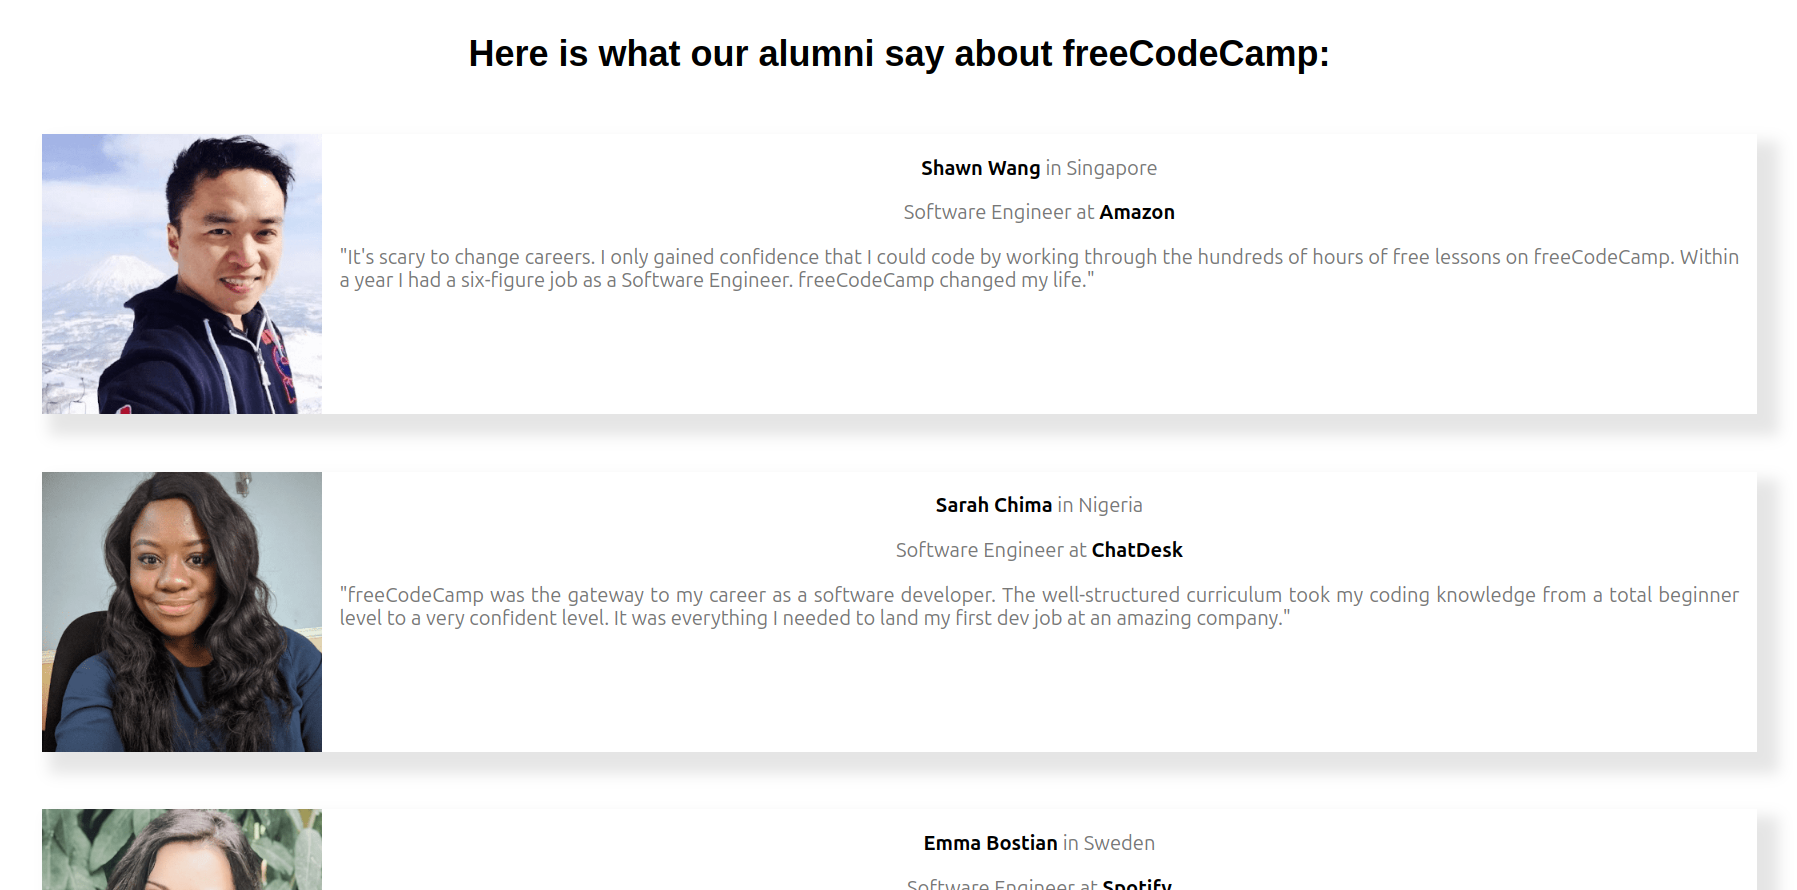 Here is what our alumni say about freeCodeCamp:
Shawn Wang in Singapore
Software Engineer at Amazon
"It's scary to change careers. I only gained confidence that I could code by working through the hundreds of hours of free lessons on freeCodeCamp. Within
a year I had a six-figure job as a Software Engineer. freeCodeCamp changed my life."
Sarah Chima in Nigeria
Software Engineer at ChatDesk
"freeCodeCamp was the gateway to my career as a software developer. The well-structured curriculum took my coding knowledge from a total beginner
level to a very confident level. It was everything I needed to land my first dev job at an amazing company."
Emma Bostian in Sweden
Software Engineer at Spotify